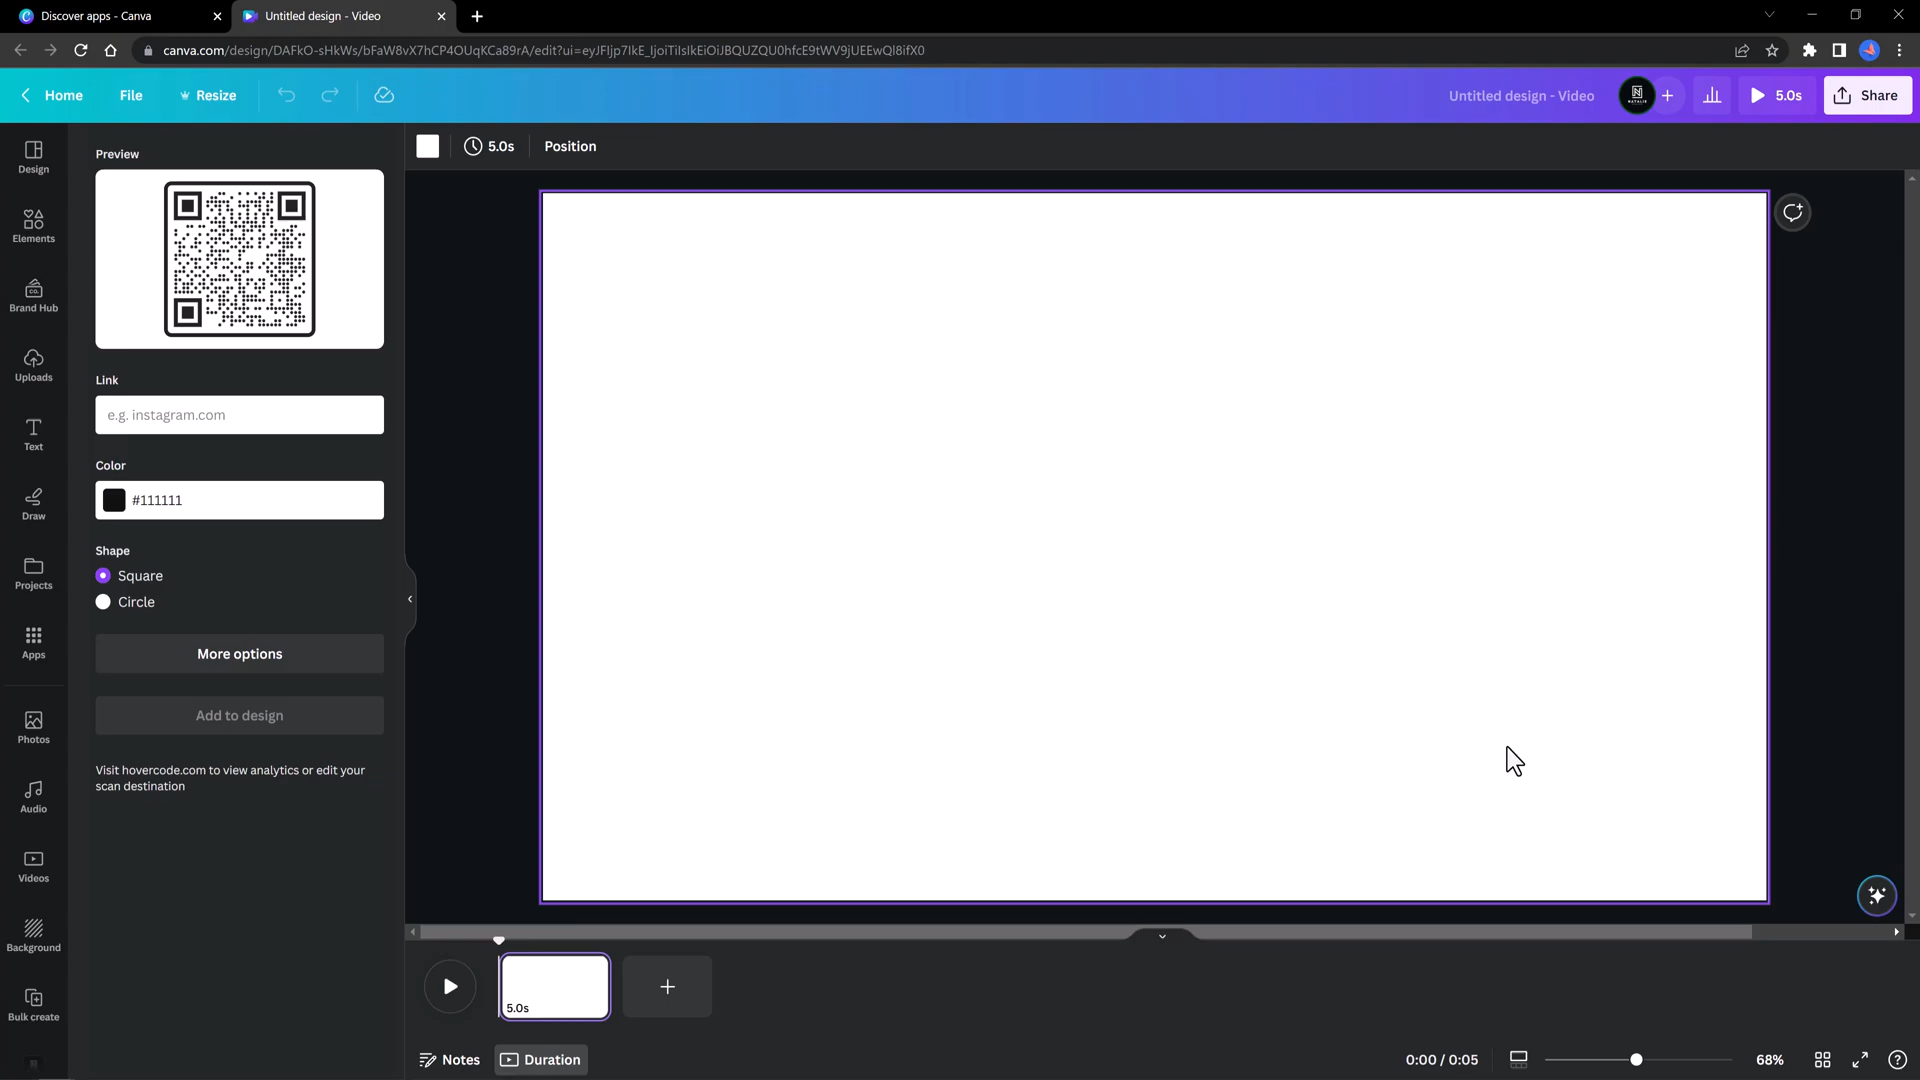 Discover apps - Canva
Untitled design - Video
canva.com/design/DAFkO-sHkWs/bFaW8vX7hCP4OUqKCa89rA/edit?ui=eyJFIjp7IkE_IjoiTiIsIkEiOiJBQUZQU0hfcE9tWV9jUEEwQl8ifX0
Home
File
Resize
Untitled design - Video
5.0s
Share
Design
Elements
Brand Hub
Uploads
Text
Draw
Projects
Apps
Photos
Audio
Videos
Background
Bulk create
Preview
Link
e.g. instagram.com
Color
#111111
Shape
Square
Circle
More options
Add to design
Visit hovercode.com to view analytics or edit your
scan destination
5.0s
Position
5.0s
Notes
Duration
0:00 / 0:05
68%